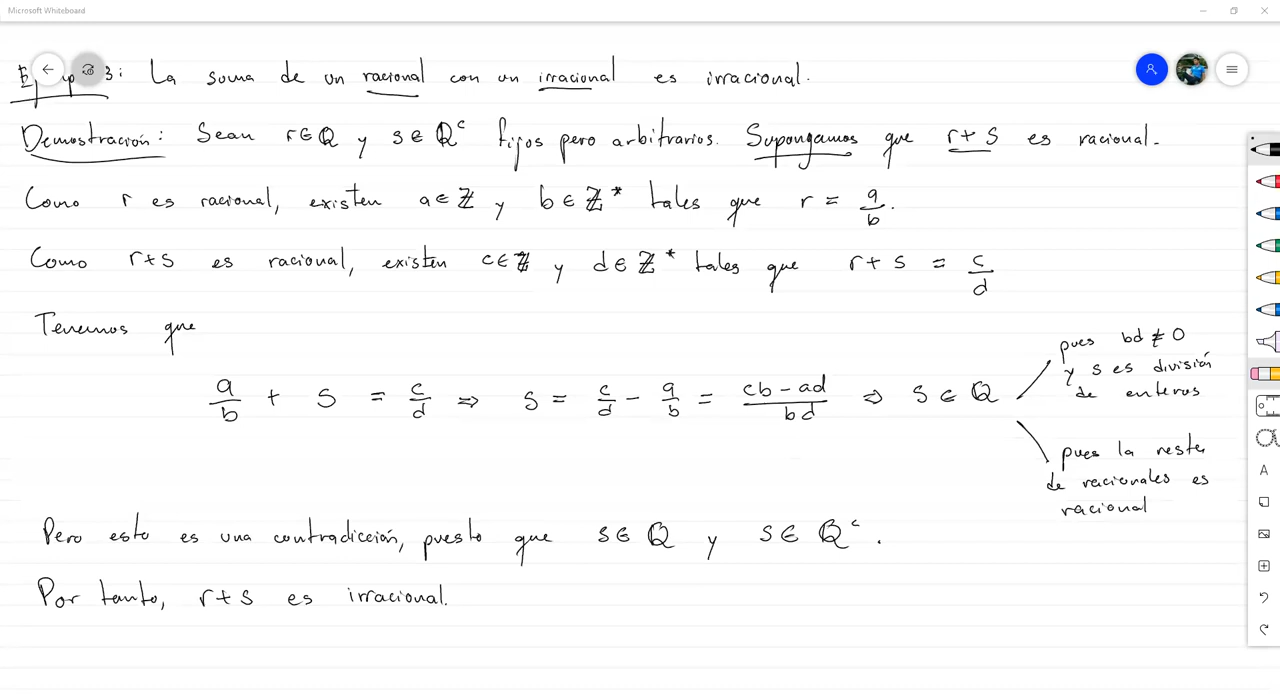 Microsoft Whiteboard
3: La suma de un racional con un irracional es irracional.
Demostración: Sean r∈ℚ y s∈ℚᶜ fijos pero arbitrarios. Supongamos que r+s es racional.
Como r es racional, existen a∈ℤ y b∈ℤ* tales que r = a/b.
Como r+s es racional, existen c∈ℤ y d∈ℤ* tales que r+s = c/d
Tenemos que
a/b + s = c/d ⇒ s = c/d - a/b = (cb-ad)/(bd) ⇒ s∈ℚ
pues bd≠0
y s es división
de enteros
pues la resta
de racionales es
racional
Pero esto es una contradicción, puesto que s∈ℚ y s∈ℚᶜ.
Por tanto, r+s es irracional.
A